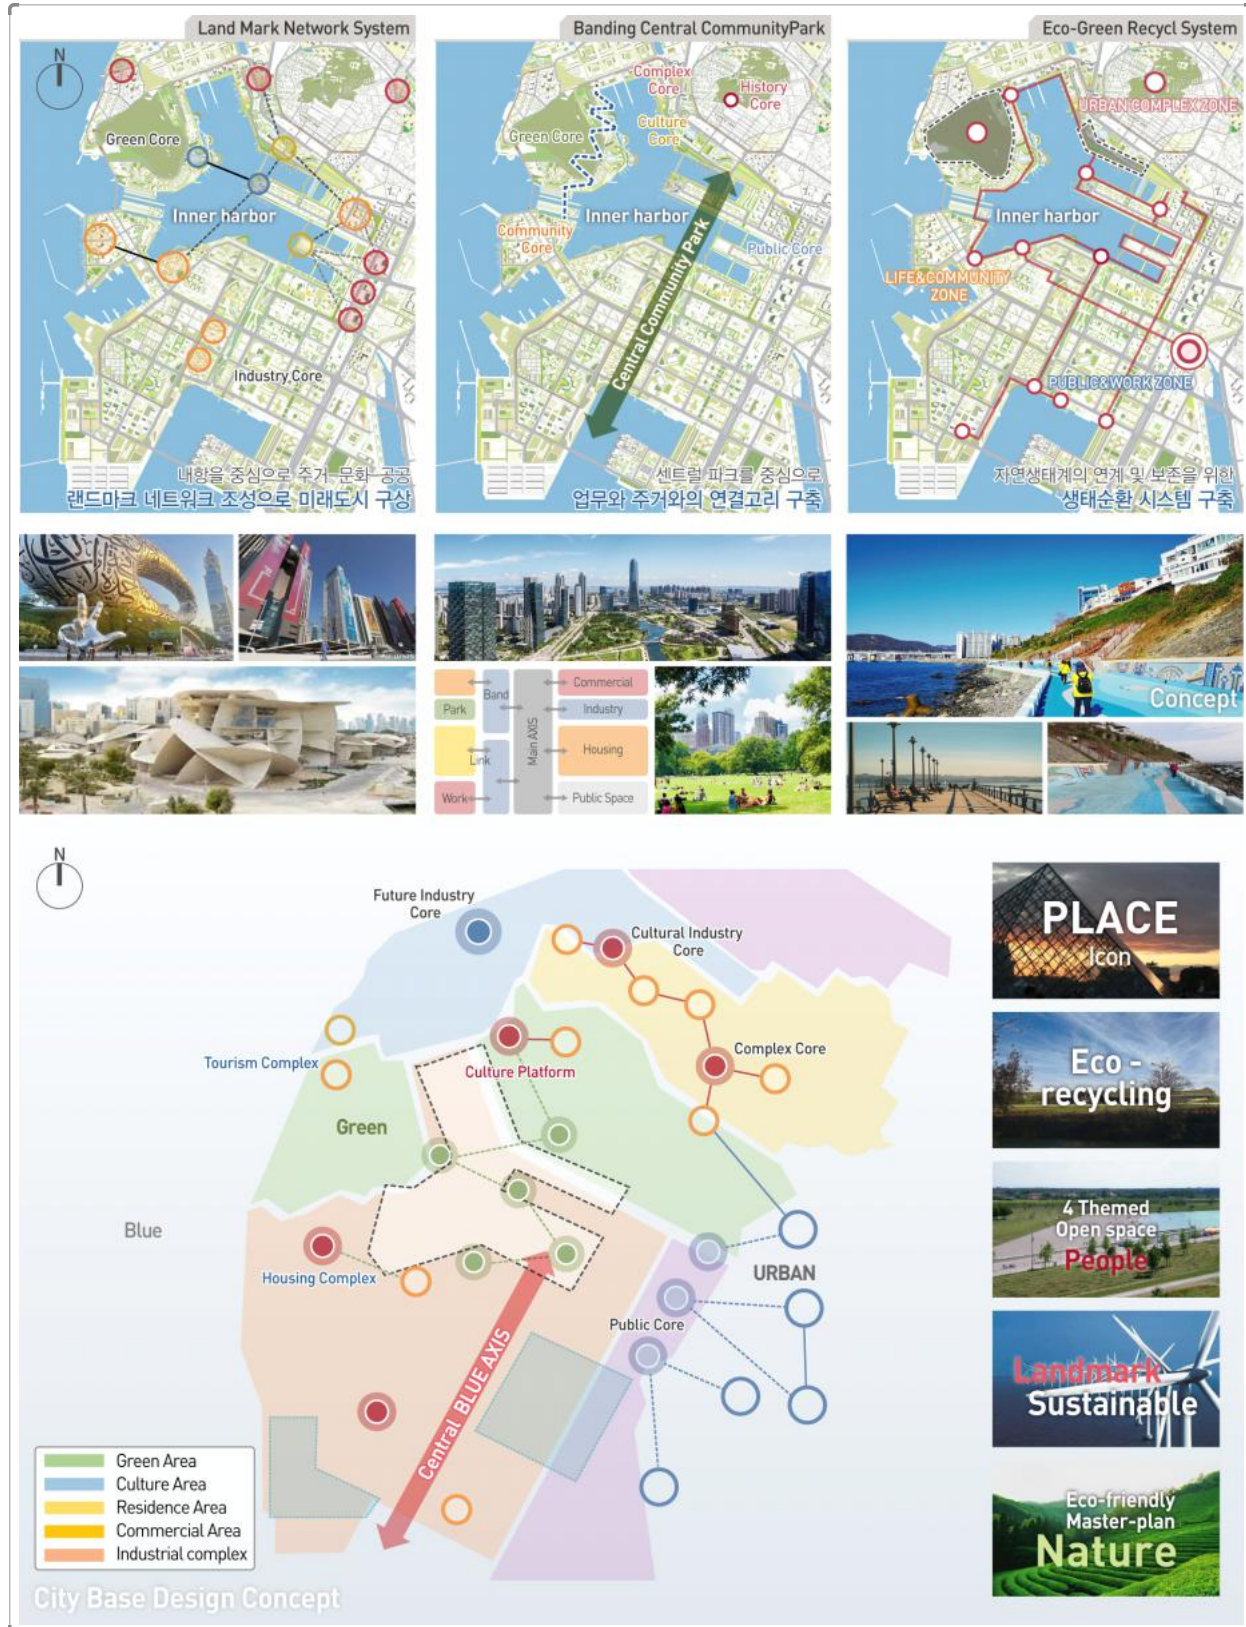 Land Mark Network System
N
Green Core
Inner harbor
Industry Core
내항을 중심으로 주거 문화 공공
랜드마크 네트워크 조성으로 미래도시 구상
Banding Central CommunityPark
Complex
Core
History
Core
Culture
Core
Green Core
Inner harbor
Community
Core
Public Core
Central Community Park
센트럴 파크를 중심으로
업무와 주거와의 연결고리 구축
Eco-Green Recycl System
URBAN COMPLEX ZONE
Inner harbor
LIFE&COMMUNITY
ZONE
PUBLIC&WORK ZONE
자연생태계의 연계 및 보존을 위한
생태순환 시스템 구축
Band
Park
Link
Work
Main AXIS
Commercial
Industry
Housing
Public Space
Concept
N
Future Industry
Core
Cultural Industry
Core
Tourism Complex
Culture Platform
Complex Core
Green
Blue
Housing Complex
URBAN
Public Core
Central BLUE AXIS
Green Area
Culture Area
Residence Area
Commercial Area
Industrial complex
City Base Design Concept
PLACE
Icon
Eco -
recycling
4 Themed
Open space
People
Landmark
Sustainable
Eco-friendly
Master-plan
Nature